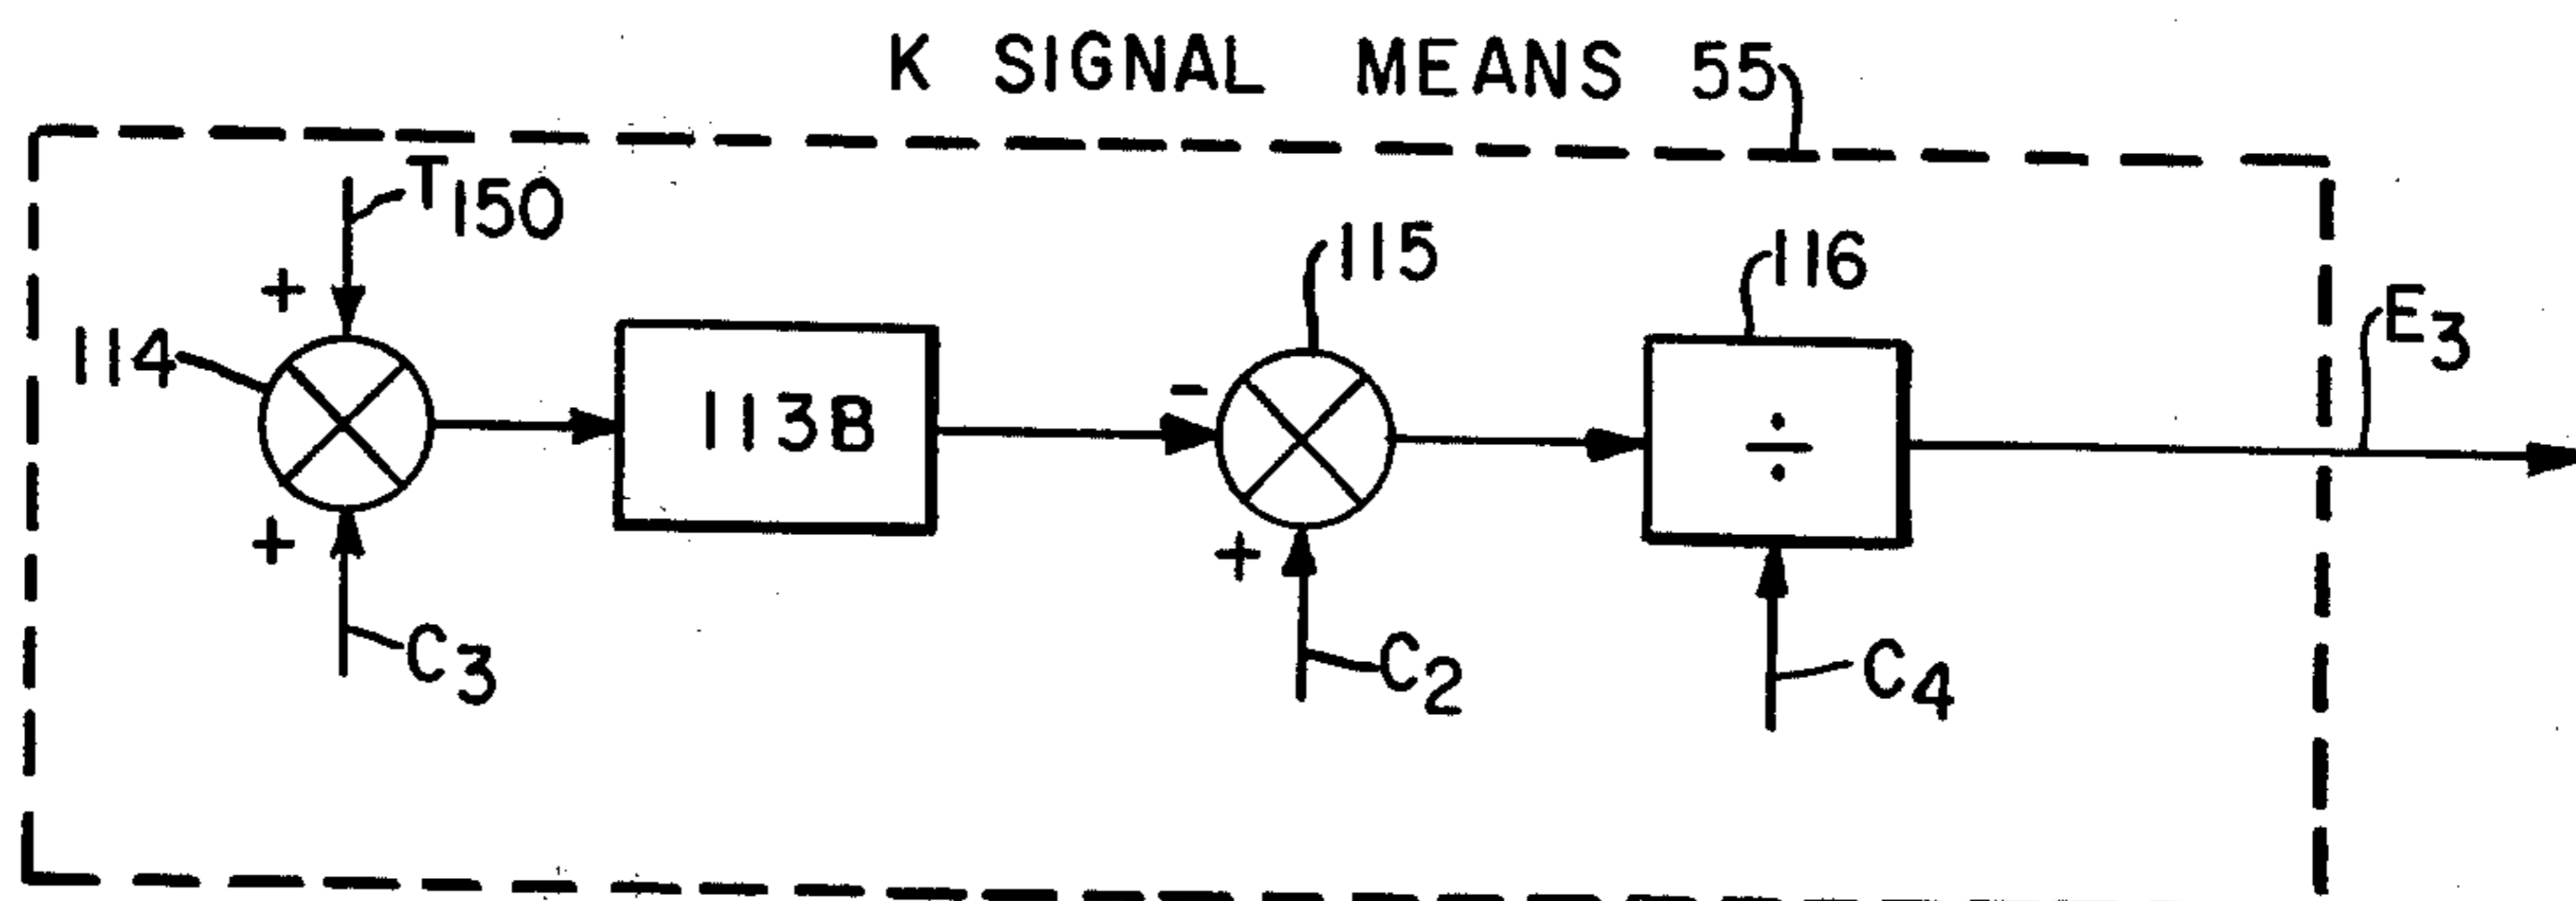 K SIGNAL MEANS 55
T150
+
114
+
C3
113B
115
-
+
C2
116
÷
C4
E3